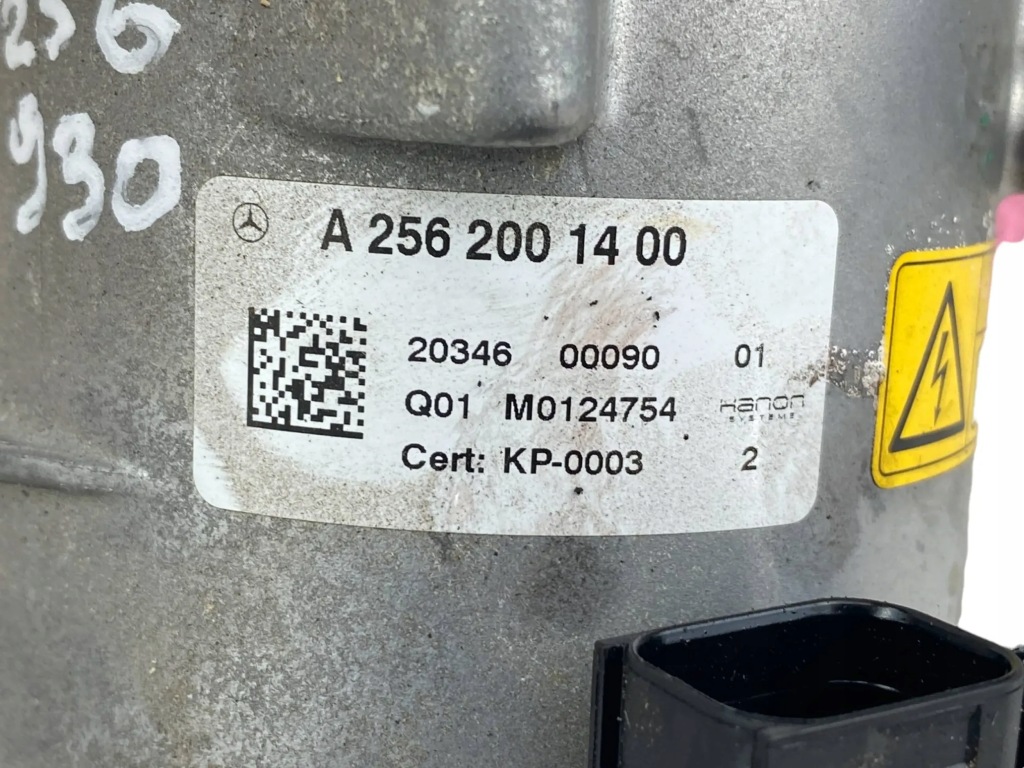 256
930
A 256 200 14 00
20346 00090 01
Q01 M0124754 Hanon
SYSTEMS
Cert: KP-0003 2